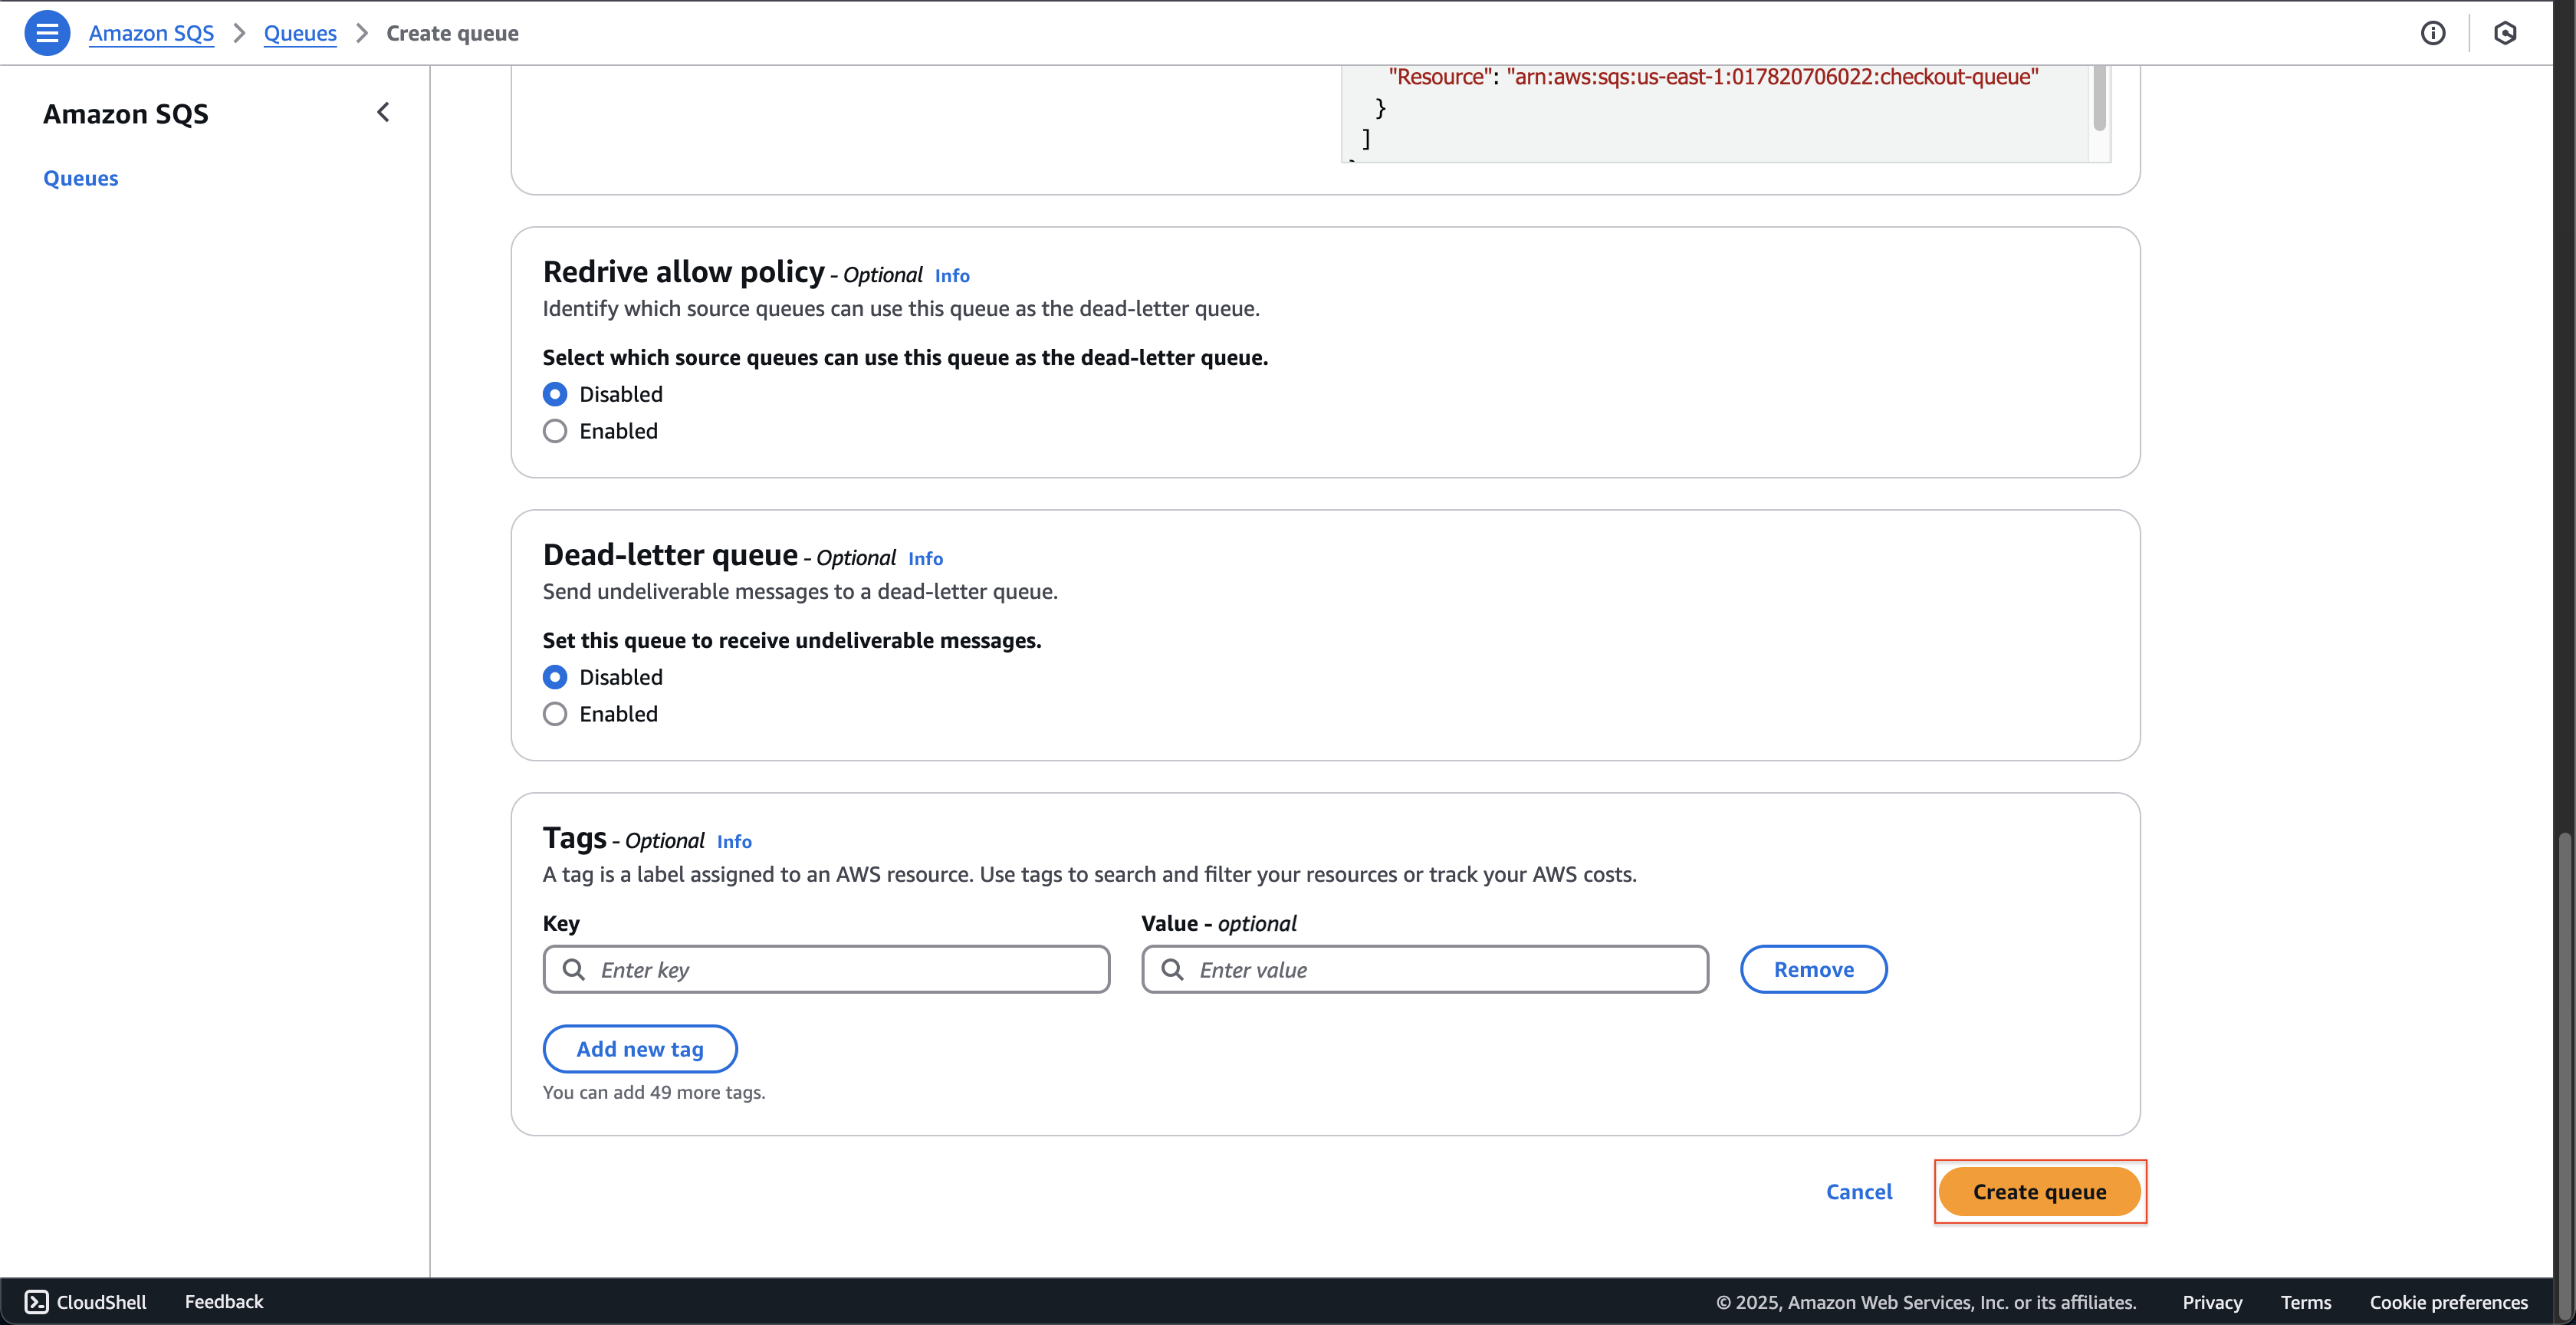 Amazon SQS > Queues > Create queue
Amazon SQS
Queues
"Resource": "arn:aws:sqs:us-east-1:017820706022:checkout-queue"
}
]
Redrive allow policy - Optional Info
Identify which source queues can use this queue as the dead-letter queue.
Select which source queues can use this queue as the dead-letter queue.
Disabled
Enabled
Dead-letter queue - Optional Info
Send undeliverable messages to a dead-letter queue.
Set this queue to receive undeliverable messages.
Disabled
Enabled
Tags - Optional Info
A tag is a label assigned to an AWS resource. Use tags to search and filter your resources or track your AWS costs.
Key Value - optional
Enter key Enter value Remove
Add new tag
You can add 49 more tags.
Cancel Create queue
CloudShell Feedback © 2025, Amazon Web Services, Inc. or its affiliates. Privacy Terms Cookie preferences